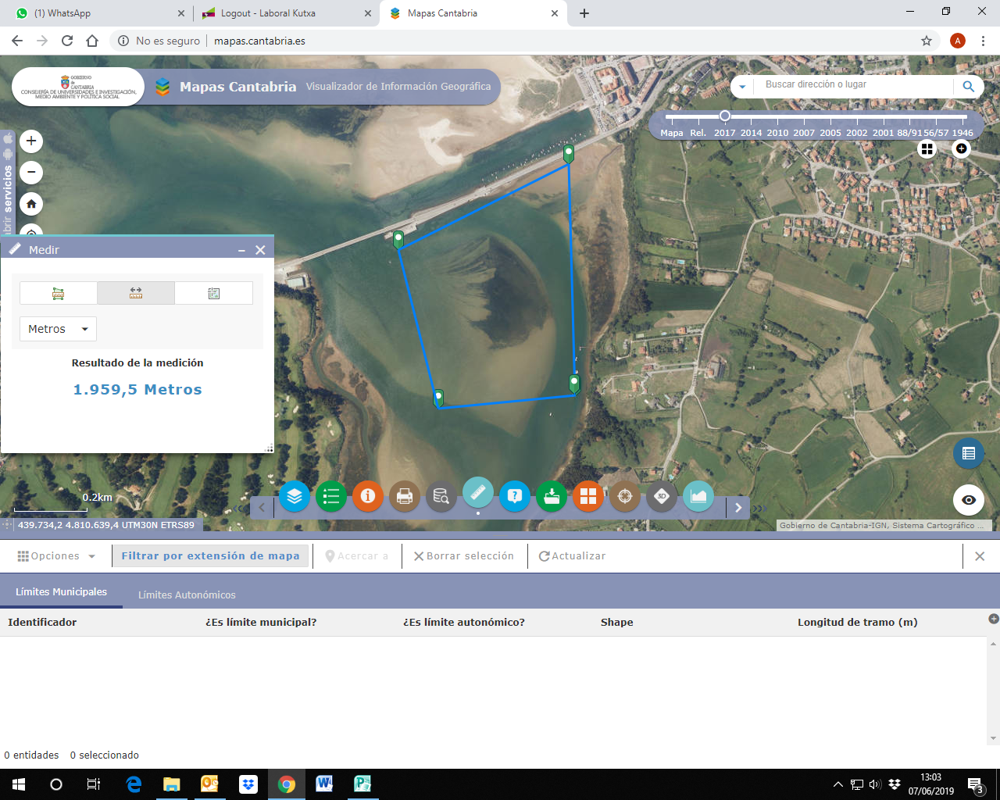 (1) WhatsApp
Logout - Laboral Kutxa
Mapas Cantabria
No es seguro
mapas.cantabria.es
A
GOBIERNO
de
CANTABRIA
CONSEJERÍA DE UNIVERSIDADES E INVESTIGACIÓN,
MEDIO AMBIENTE Y POLÍTICA SOCIAL
Mapas Cantabria
Visualizador de Información Geográfica
Buscar dirección o lugar
Mapa Rel. 2017 2014 2010 2007 2005 2002 2001 88/91 56/57 1946
abrir servicios
Medir
Metros
Resultado de la medición
1.959,5 Metros
3D
0.2km
439.734,2 4.810.639,4 UTM30N ETRS89
Gobierno de Cantabria-IGN, Sistema Cartográfico ...
Opciones
Filtrar por extensión de mapa
Acercar a
Borrar selección
Actualizar
Límites Municipales
Límites Autonómicos
Identificador
¿Es límite municipal?
¿Es límite autonómico?
Shape
Longitud de tramo (m)
0 entidades
0 seleccionado
13:03
07/06/2019
3